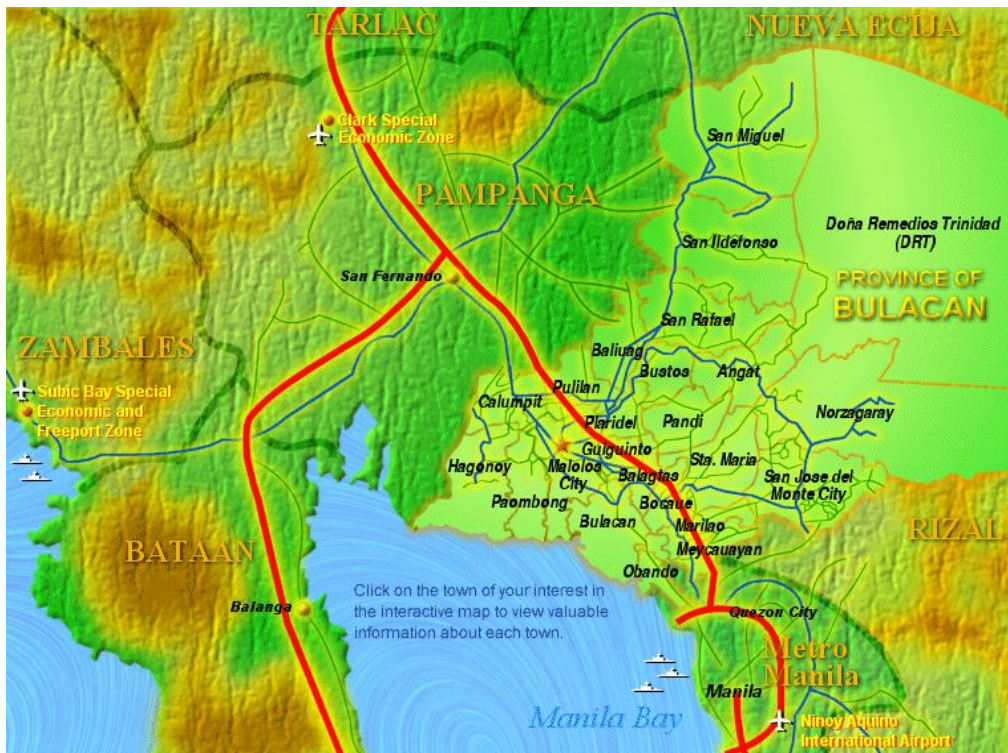 TARLAC
NUEVA ECIJA
Clark Special
Economic Zone
San Miguel
PAMPANGA
Doña Remedios Trinidad
(DRT)
San Ildefonso
San Fernando
PROVINCE OF
BULACAN
San Rafael
ZAMBALES
Baliuag
Bustos
Angat
Subic Bay Special
Economic and
Freeport Zone
Pulilan
Calumpit
Norzagaray
Plaridel
Pandi
Guiguinto
Hagonoy
Malolos
City
Balagtas
Sta. Maria
San Jose del
Monte City
Paombong
Bocaue
Bulacan
Marilao
RIZAL
BATAAN
Meycauayan
Obando
Click on the town of your interest in
the interactive map to view valuable
information about each town.
Balanga
Quezon City
Metro
Manila
Manila
Manila Bay
Ninoy Aquino
International Airport